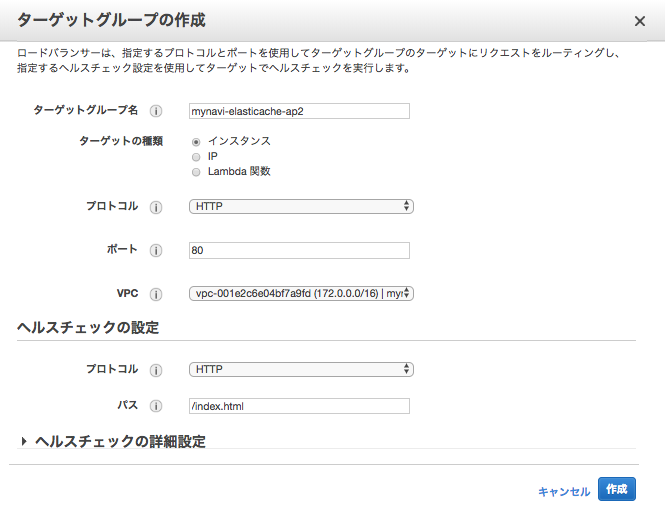 ターゲットグループの作成
ロードバランサーは、指定するプロトコルとポートを使用してターゲットグループのターゲットにリクエストをルーティングし、
指定するヘルスチェック設定を使用してターゲットでヘルスチェックを実行します。
ターゲットグループ名 mynavi-elasticache-ap2
ターゲットの種類 インスタンス
IP
Lambda 関数
プロトコル HTTP
ポート 80
VPC vpc-001e2c6e04bf7a9fd (172.0.0.0/16) | my
ヘルスチェックの設定
プロトコル HTTP
パス /index.html
ヘルスチェックの詳細設定
キャンセル 作成